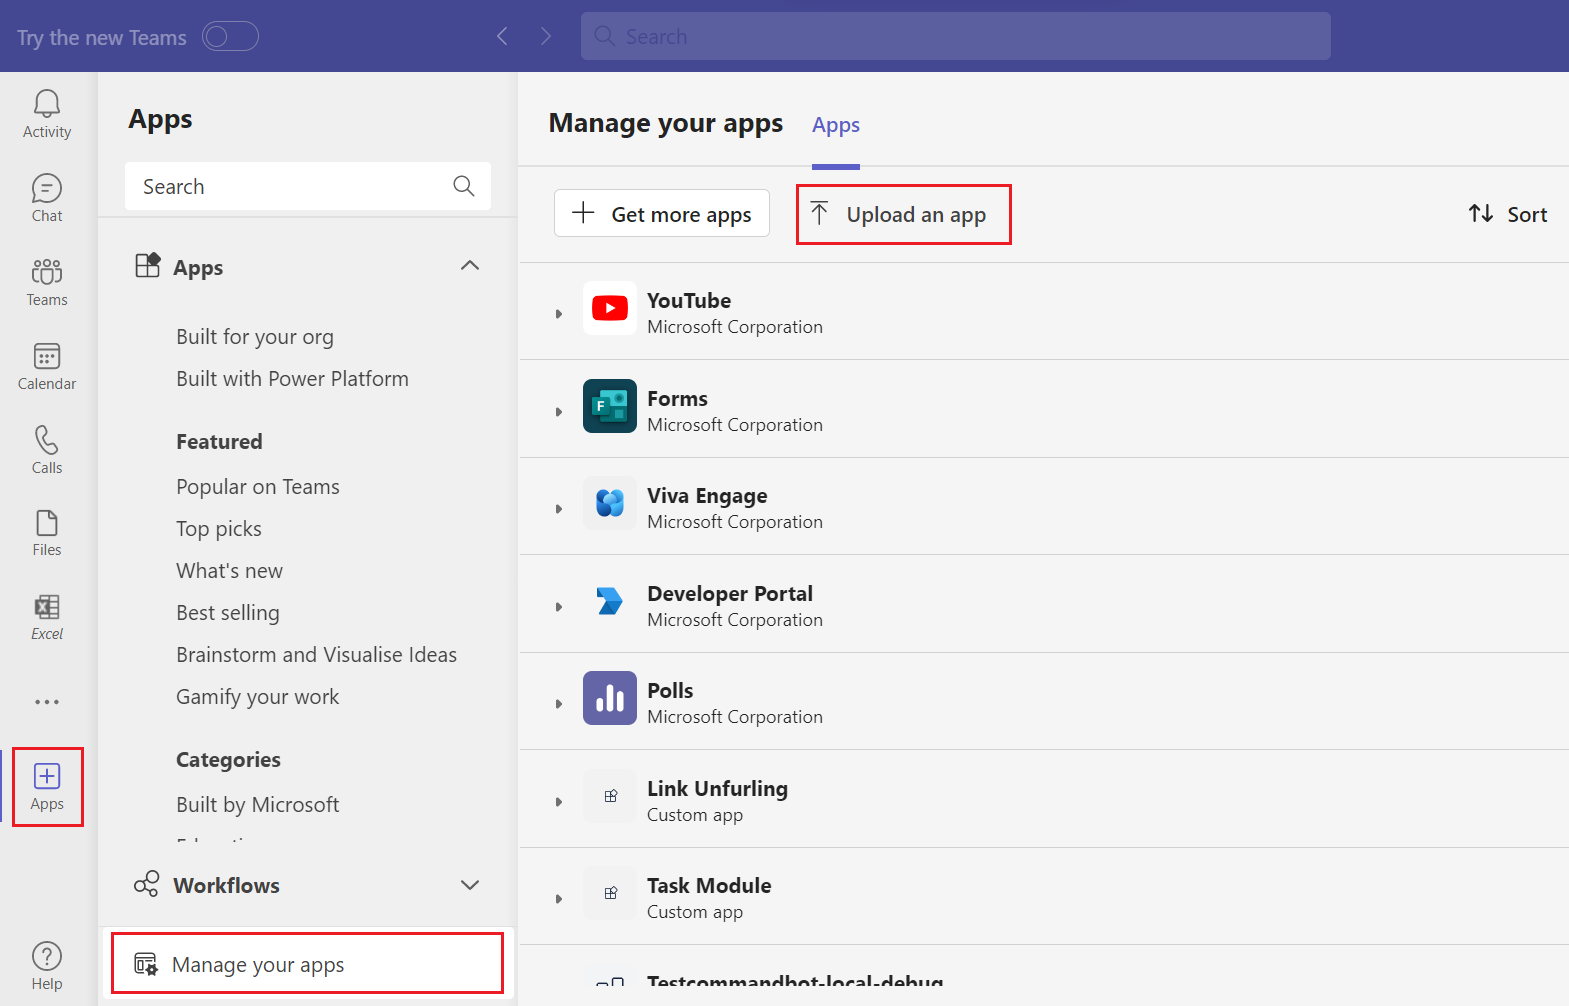 Try the new Teams
Search
Activity
Chat
Teams
Calendar
Calls
Files
Excel
Apps
Help
Apps
Search
Apps
Built for your org
Built with Power Platform
Featured
Popular on Teams
Top picks
What's new
Best selling
Brainstorm and Visualise Ideas
Gamify your work
Categories
Built by Microsoft
Workflows
Manage your apps
Manage your apps
Apps
Get more apps
Upload an app
Sort
YouTube
Microsoft Corporation
Forms
Microsoft Corporation
Viva Engage
Microsoft Corporation
Developer Portal
Microsoft Corporation
Polls
Microsoft Corporation
Link Unfurling
Custom app
Task Module
Custom app
Testcommandbot-local-debug